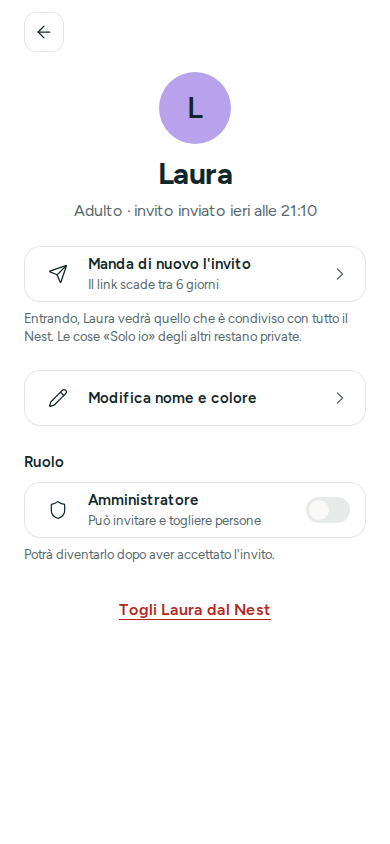 L
Laura
Adulto · invito inviato ieri alle 21:10
Manda di nuovo l'invito
Il link scade tra 6 giorni
Entrando, Laura vedrà quello che è condiviso con tutto il
Nest. Le cose «Solo io» degli altri restano private.
Modifica nome e colore
Ruolo
Amministratore
Può invitare e togliere persone
Potrà diventarlo dopo aver accettato l'invito.
Togli Laura dal Nest